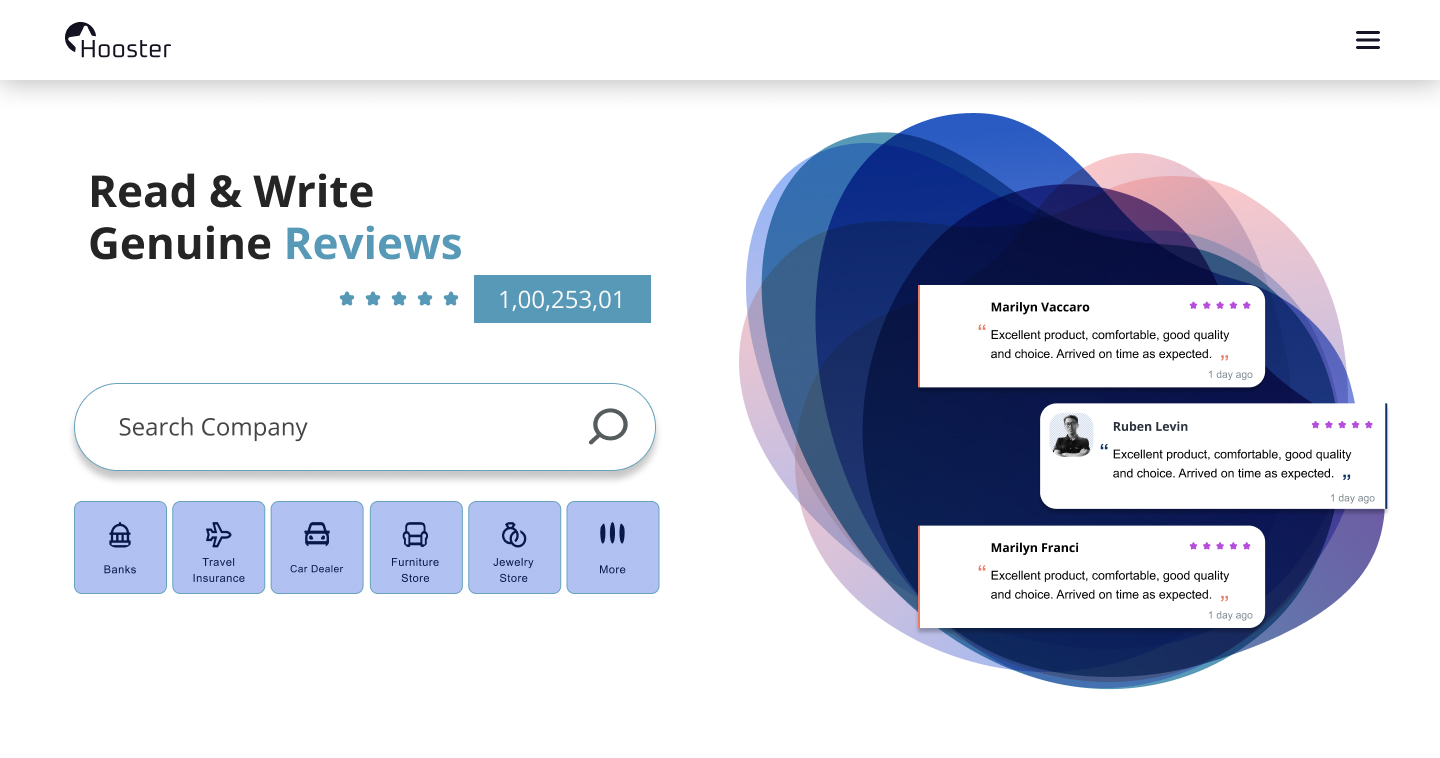 Hooster
Read & Write
Genuine Reviews
1,00,253,01
Search Company
Banks
Travel
Insurance
Car Dealer
Furniture
Store
Jewelry
Store
More
Marilyn Vaccaro
“ Excellent product, comfortable, good quality
and choice. Arrived on time as expected. ”
1 day ago
Ruben Levin
“ Excellent product, comfortable, good quality
and choice. Arrived on time as expected. ”
1 day ago
Marilyn Franci
“ Excellent product, comfortable, good quality
and choice. Arrived on time as expected. ”
1 day ago